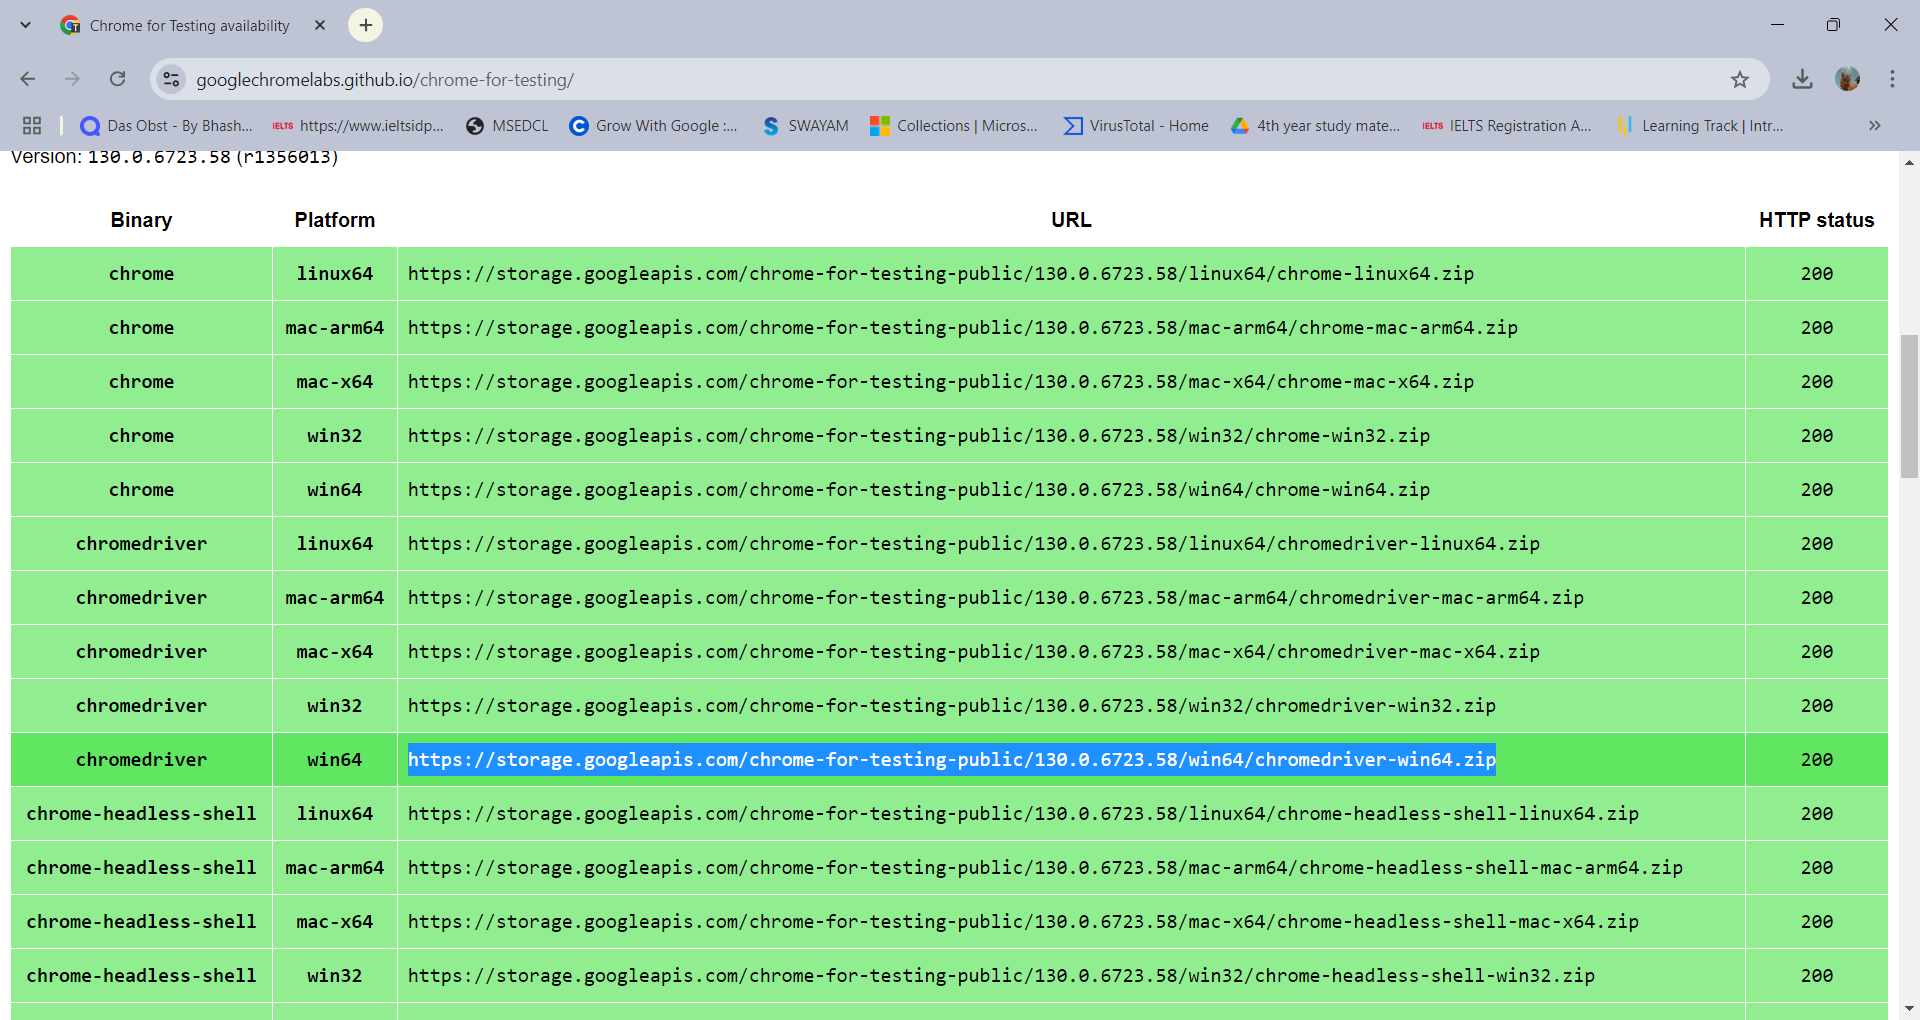 Chrome for Testing availability
googlechromelabs.github.io/chrome-for-testing/
Das Obst - By Bhash... IELTS https://www.ieltsidp... MSEDCL Grow With Google :... SWAYAM Collections | Micros... VirusTotal - Home 4th year study mate... IELTS IELTS Registration A... Learning Track | Intr...
Version: 130.0.6723.58 (r1356013)
Binary Platform URL HTTP status
chrome linux64 https://storage.googleapis.com/chrome-for-testing-public/130.0.6723.58/linux64/chrome-linux64.zip 200
chrome mac-arm64 https://storage.googleapis.com/chrome-for-testing-public/130.0.6723.58/mac-arm64/chrome-mac-arm64.zip 200
chrome mac-x64 https://storage.googleapis.com/chrome-for-testing-public/130.0.6723.58/mac-x64/chrome-mac-x64.zip 200
chrome win32 https://storage.googleapis.com/chrome-for-testing-public/130.0.6723.58/win32/chrome-win32.zip 200
chrome win64 https://storage.googleapis.com/chrome-for-testing-public/130.0.6723.58/win64/chrome-win64.zip 200
chromedriver linux64 https://storage.googleapis.com/chrome-for-testing-public/130.0.6723.58/linux64/chromedriver-linux64.zip 200
chromedriver mac-arm64 https://storage.googleapis.com/chrome-for-testing-public/130.0.6723.58/mac-arm64/chromedriver-mac-arm64.zip 200
chromedriver mac-x64 https://storage.googleapis.com/chrome-for-testing-public/130.0.6723.58/mac-x64/chromedriver-mac-x64.zip 200
chromedriver win32 https://storage.googleapis.com/chrome-for-testing-public/130.0.6723.58/win32/chromedriver-win32.zip 200
chromedriver win64 https://storage.googleapis.com/chrome-for-testing-public/130.0.6723.58/win64/chromedriver-win64.zip 200
chrome-headless-shell linux64 https://storage.googleapis.com/chrome-for-testing-public/130.0.6723.58/linux64/chrome-headless-shell-linux64.zip 200
chrome-headless-shell mac-arm64 https://storage.googleapis.com/chrome-for-testing-public/130.0.6723.58/mac-arm64/chrome-headless-shell-mac-arm64.zip 200
chrome-headless-shell mac-x64 https://storage.googleapis.com/chrome-for-testing-public/130.0.6723.58/mac-x64/chrome-headless-shell-mac-x64.zip 200
chrome-headless-shell win32 https://storage.googleapis.com/chrome-for-testing-public/130.0.6723.58/win32/chrome-headless-shell-win32.zip 200